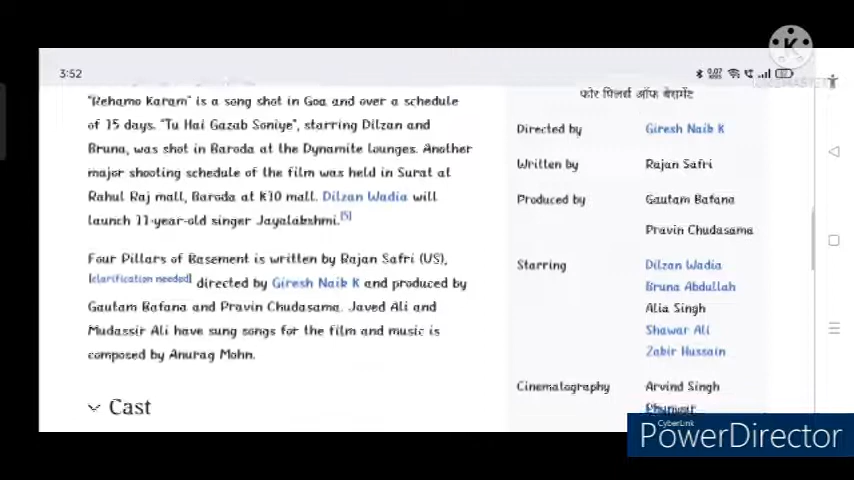 3:52
"Rehamo Karam" is a song shot in Goa and over a schedule
of 15 days. "Tu Hai Gazab Soniye", starring Dilzan and
Bruna, was shot in Baroda at the Dynamite lounges. Another
major shooting schedule of the film was held in Surat at
Rahul Raj mall, Baroda at K10 mall. Dilzan Wadia will
launch 11-year-old singer Jayalakshmi.[5]
Four Pillars of Basement is written by Rajan Safri (US),
[clarification needed] directed by Giresh Naik K and produced by
Gautam Bafana and Pravin Chudasama. Javed Ali and
Mudassir Ali have sung songs for the film and music is
composed by Anurag Mohn.
Cast
फोर पिलर्स ऑफ बेसमेंट
Directed by Giresh Naik K
Written by Rajan Safri
Produced by Gautam Bafana
Pravin Chudasama
Starring Dilzan Wadia
Bruna Abdullah
Alia Singh
Shawar Ali
Zabir Hussain
Cinematography Arvind Singh
CyberLink
PowerDirector